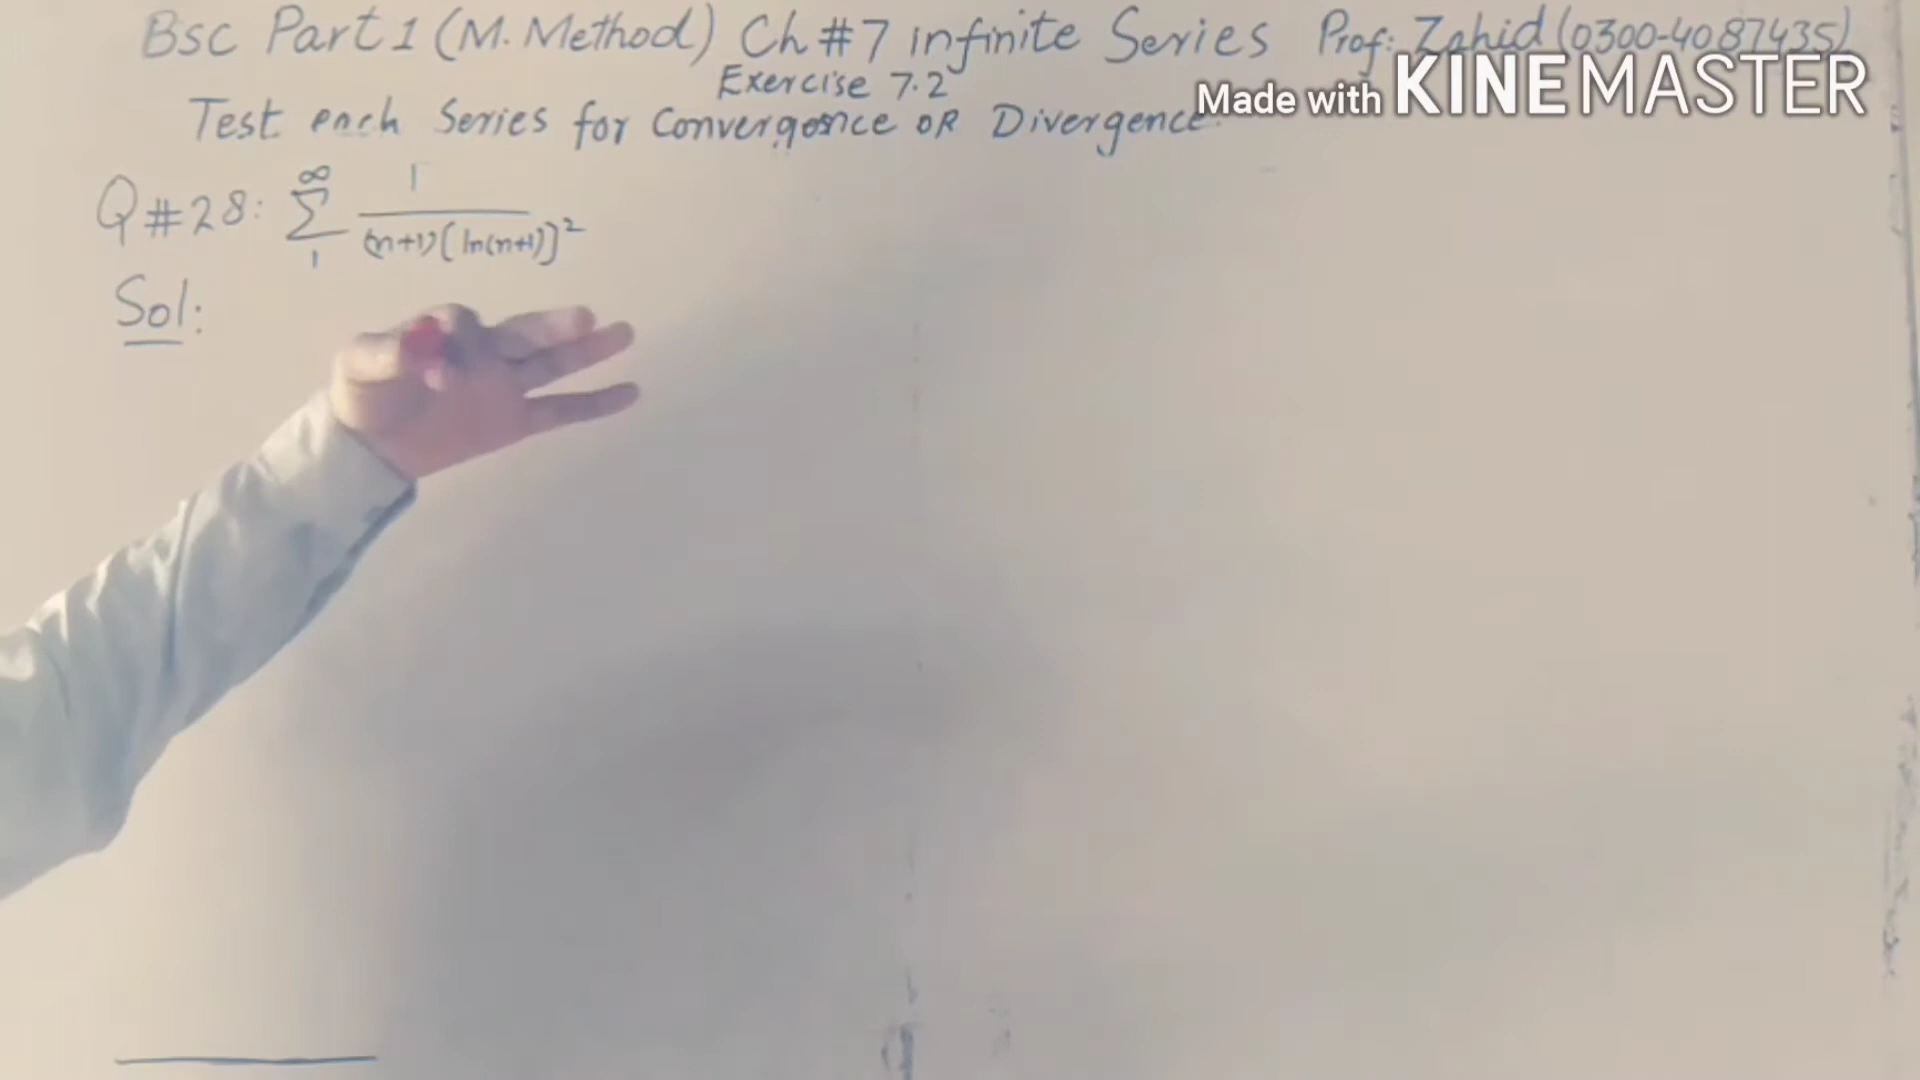 Bsc Part 1 (M. Method) Ch #7 infinite Series Prof: Zahid (0300-4087435)
Exercise 7.2
Made with KINEMASTER
Test each Series for Convergence OR Divergence.
Q #28: ∞ ∑ 1 1 / (n+1) [ln(n+1)]²
Sol: